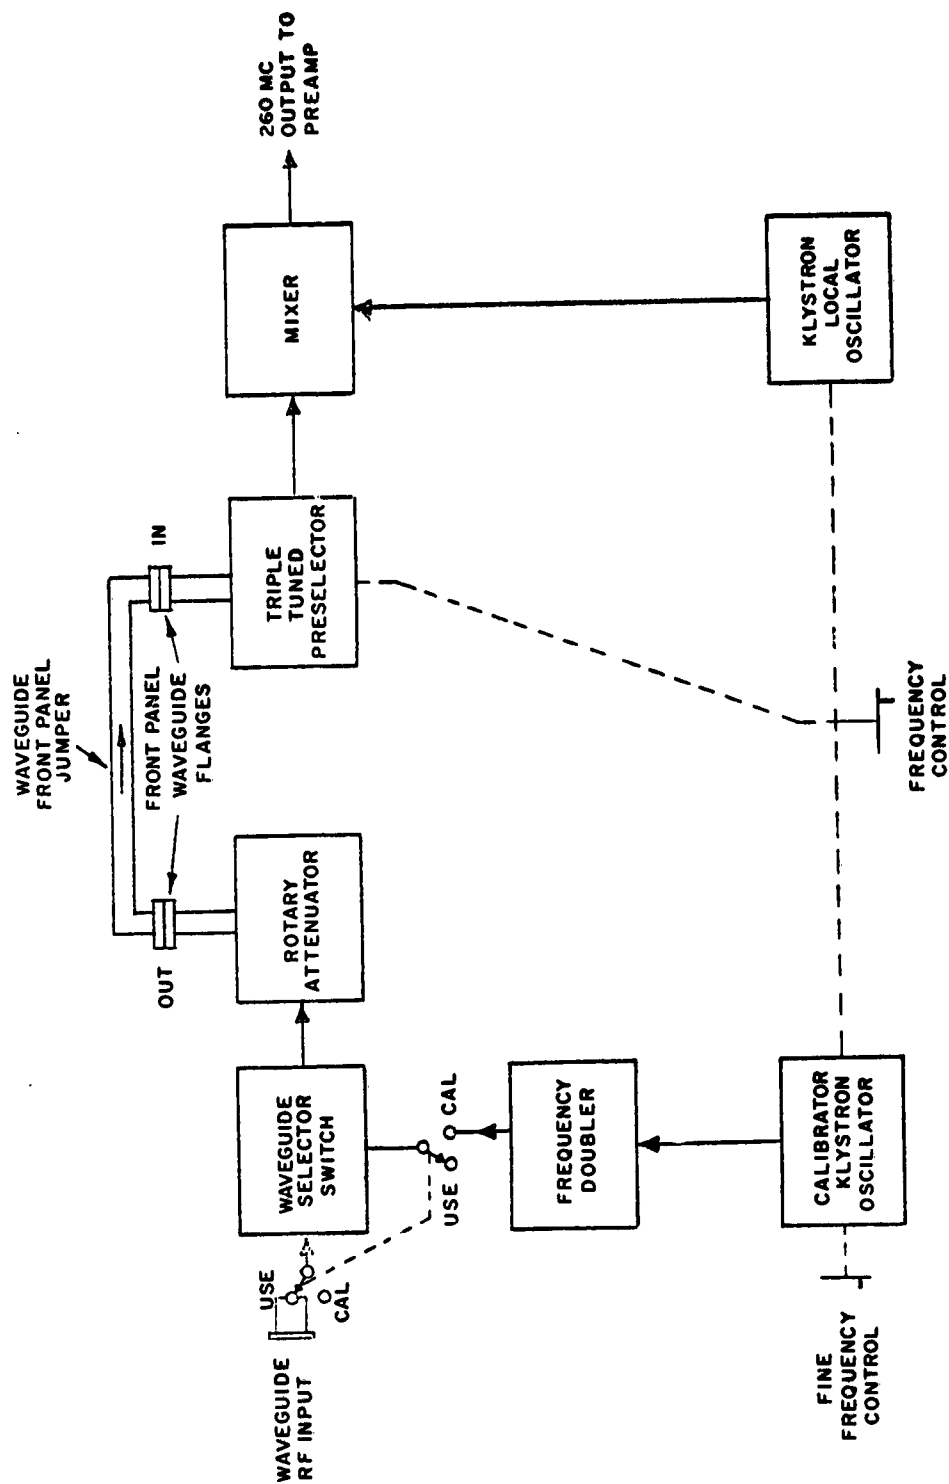 WAVEGUIDE
RF INPUT
USE
CAL
WAVEGUIDE
SELECTOR
SWITCH
USE
CAL
FREQUENCY
DOUBLER
CALIBRATOR
KLYSTRON
OSCILLATOR
FINE
FREQUENCY
CONTROL
ROTARY
ATTENUATOR
OUT
WAVEGUIDE
FRONT PANEL
JUMPER
FRONT PANEL
WAVEGUIDE
FLANGES
IN
TRIPLE
TUNED
PRESELECTOR
FREQUENCY
CONTROL
MIXER
260 MC
OUTPUT TO
PREAMP
KLYSTRON
LOCAL
OSCILLATOR